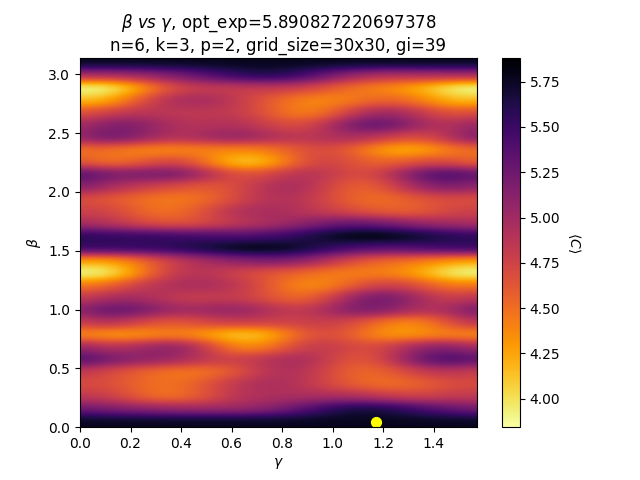 β vs γ, opt_exp=5.890827220697378
n=6, k=3, p=2, grid_size=30x30, gi=39
3.0
2.5
2.0
1.5
1.0
0.5
0.0
β
0.0 0.2 0.4 0.6 0.8 1.0 1.2 1.4
γ
5.75
5.50
5.25
5.00
4.75
4.50
4.25
4.00
⟨C⟩